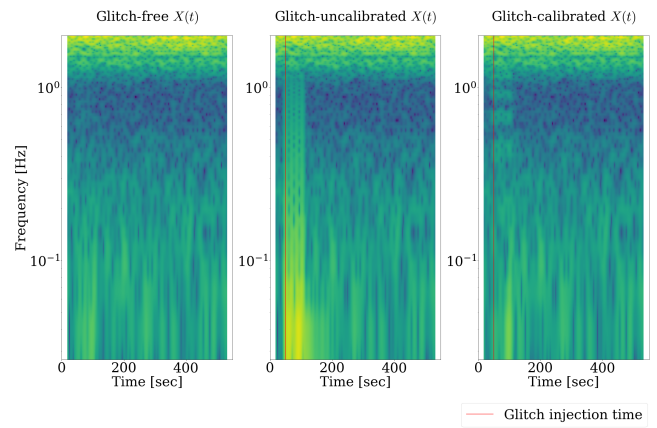 Glitch-free X(t) Glitch-uncalibrated X(t) Glitch-calibrated X(t)
Frequency [Hz]
10⁰ 10⁰ 10⁰
10⁻¹ 10⁻¹ 10⁻¹
0 200 400 0 200 400 0 200 400
Time [sec] Time [sec] Time [sec]
Glitch injection time